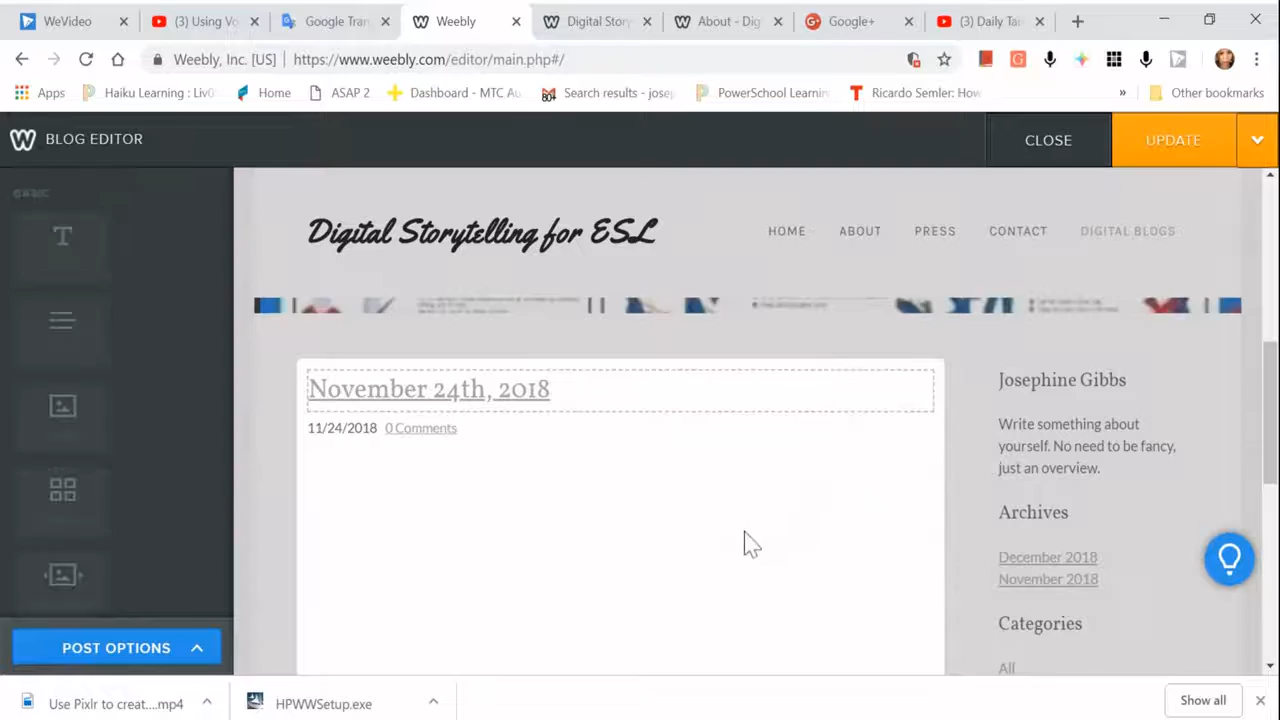 WeVideo
(3) Using Vo
Google Tran
Weebly
Digital Story
About - Dig
Google+
(3) Daily Tar
Weebly, Inc. [US]
https://www.weebly.com/editor/main.php#/
Apps
Haiku Learning : Liv
Home
ASAP 2
Dashboard - MTC Au
Search results - josep
PowerSchool Learnin
Ricardo Semler: How
»
Other bookmarks
BLOG EDITOR
CLOSE
UPDATE
BASIC
Digital Storytelling for ESL
HOME
ABOUT
PRESS
CONTACT
DIGITAL BLOGS
November 24th, 2018
11/24/2018
0 Comments
Josephine Gibbs
Write something about
yourself. No need to be fancy,
just an overview.
Archives
December 2018
November 2018
Categories
All
POST OPTIONS
Use Pixlr to creat....mp4
HPWWSetup.exe
Show all